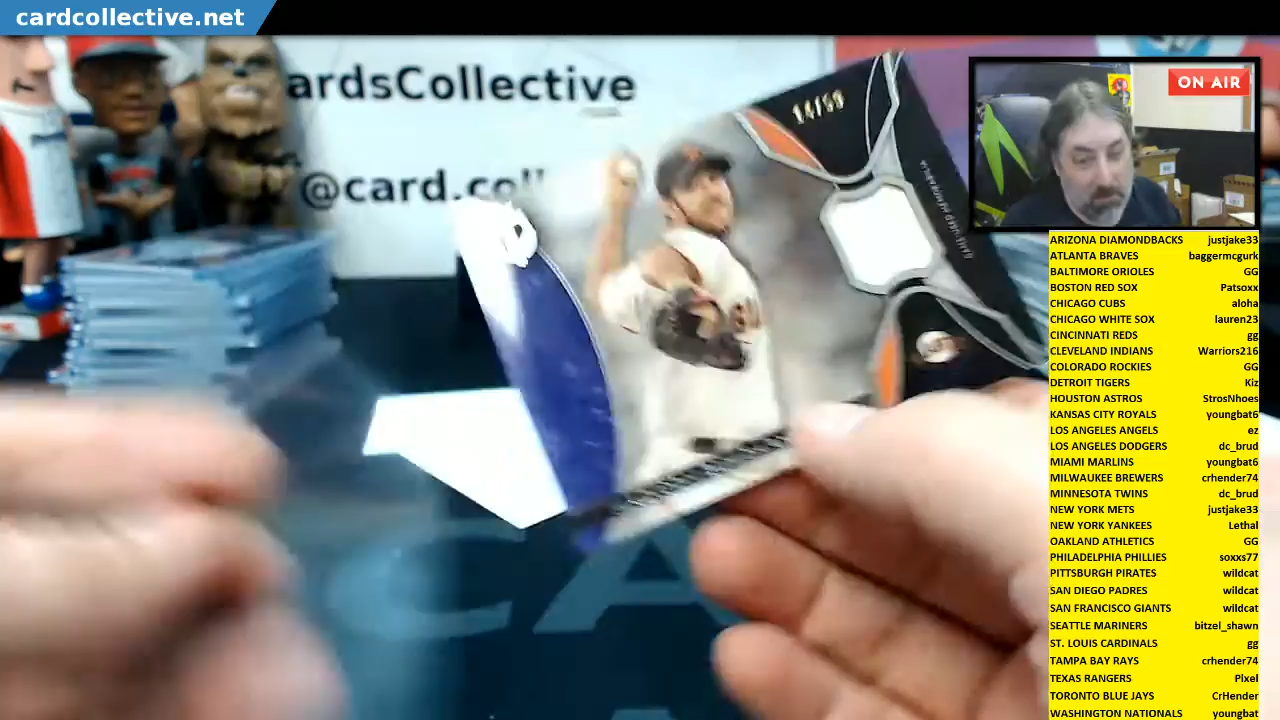 cardcollective.net
ardsCollective
@card.coll
ON AIR
ARIZONA DIAMONDBACKS justjake33
ATLANTA BRAVES baggermcgurk
BALTIMORE ORIOLES GG
BOSTON RED SOX Patsoxx
CHICAGO CUBS aloha
CHICAGO WHITE SOX lauren23
CINCINNATI REDS gg
CLEVELAND INDIANS Warriors216
COLORADO ROCKIES GG
DETROIT TIGERS Kiz
HOUSTON ASTROS StrosNhoes
KANSAS CITY ROYALS youngbat6
LOS ANGELES ANGELS ez
LOS ANGELES DODGERS dc_brud
MIAMI MARLINS youngbat6
MILWAUKEE BREWERS crhender74
MINNESOTA TWINS dc_brud
NEW YORK METS justjake33
NEW YORK YANKEES Lethal
OAKLAND ATHLETICS GG
PHILADELPHIA PHILLIES soxxs77
PITTSBURGH PIRATES wildcat
SAN DIEGO PADRES wildcat
SAN FRANCISCO GIANTS wildcat
SEATTLE MARINERS bitzel_shawn
ST. LOUIS CARDINALS gg
TAMPA BAY RAYS crhender74
TEXAS RANGERS Pixel
TORONTO BLUE JAYS CrHender
WASHINGTON NATIONALS youngbat